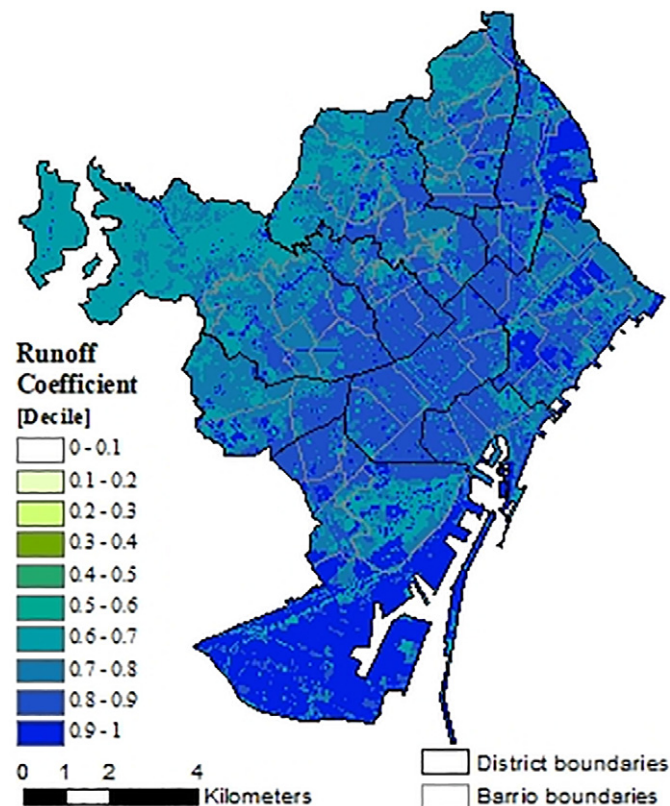 Runoff
Coefficient
[Decile]
0 - 0.1
0.1 - 0.2
0.2 - 0.3
0.3 - 0.4
0.4 - 0.5
0.5 - 0.6
0.6 - 0.7
0.7 - 0.8
0.8 - 0.9
0.9 - 1
0 1 2 4
Kilometers
District boundaries
Barrio boundaries